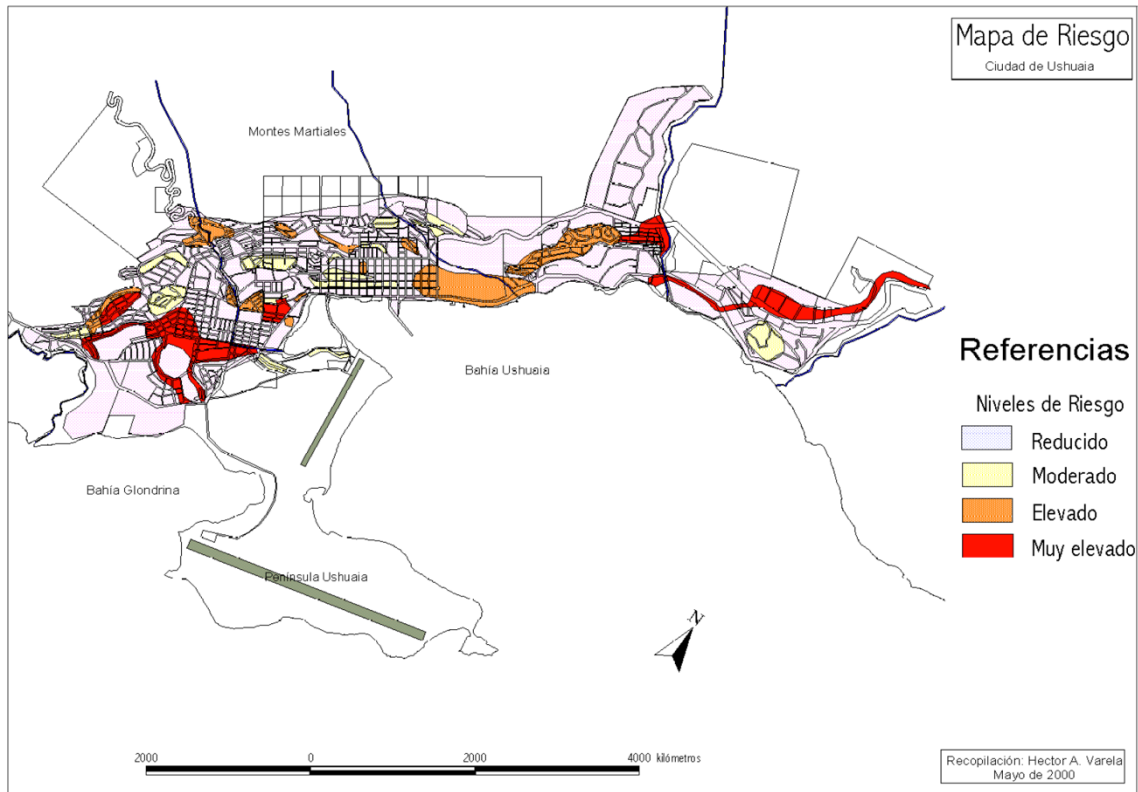 Mapa de Riesgo
Ciudad de Ushuaia
Montes Martiales
Bahía Ushuaia
Bahía Glondrina
Península Ushuaia
Referencias
Niveles de Riesgo
Reducido
Moderado
Elevado
Muy elevado
N
2000 0 2000 4000 kilómetros
Recopilación: Hector A. Varela
Mayo de 2000